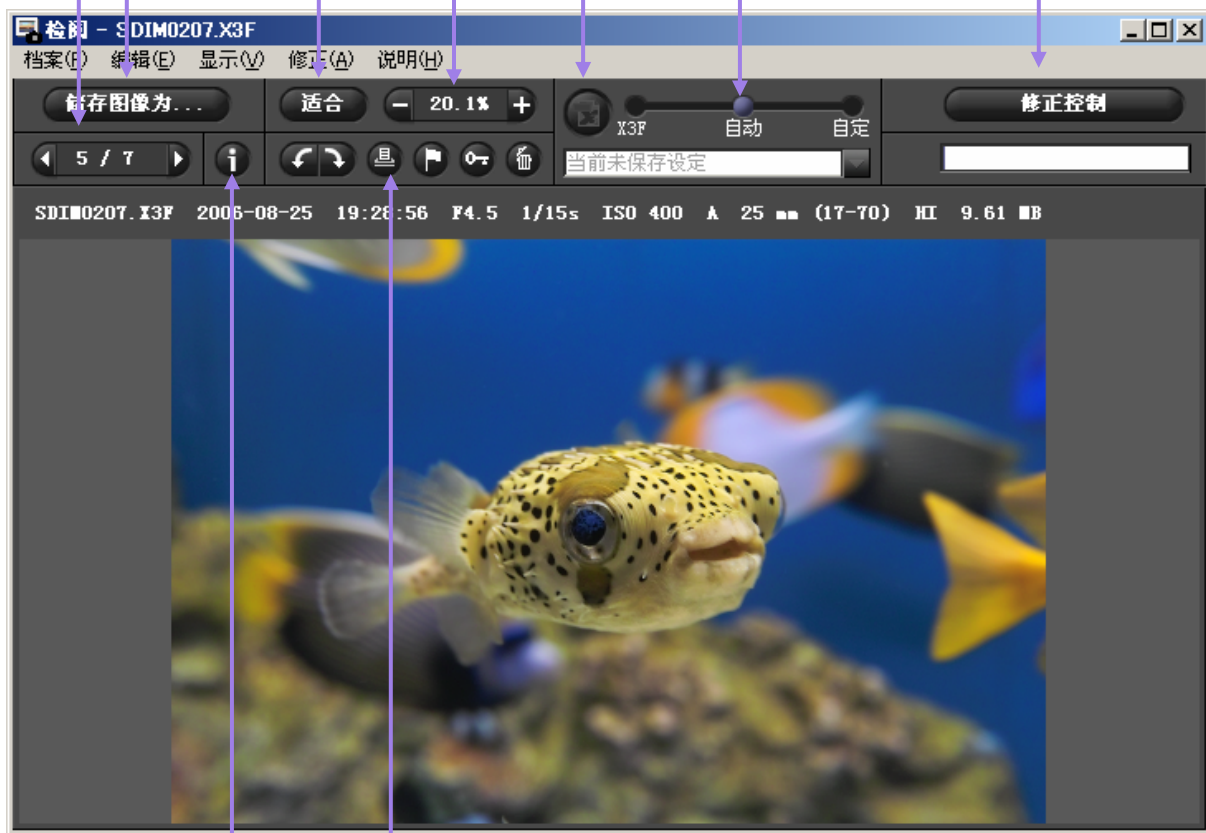 检阅 - SDIM0207.X3F
档案(F) 编辑(E) 显示(V) 修正(A) 说明(H)
储存图像为... 适合 - 20.1% + X3F 自动 自定 修正控制
5 / 7 i 当前未保存设定
SDIM0207.X3F 2006-08-25 19:28:56 F4.5 1/15s ISO 400 A 25 mm (17-70) HI 9.61 MB